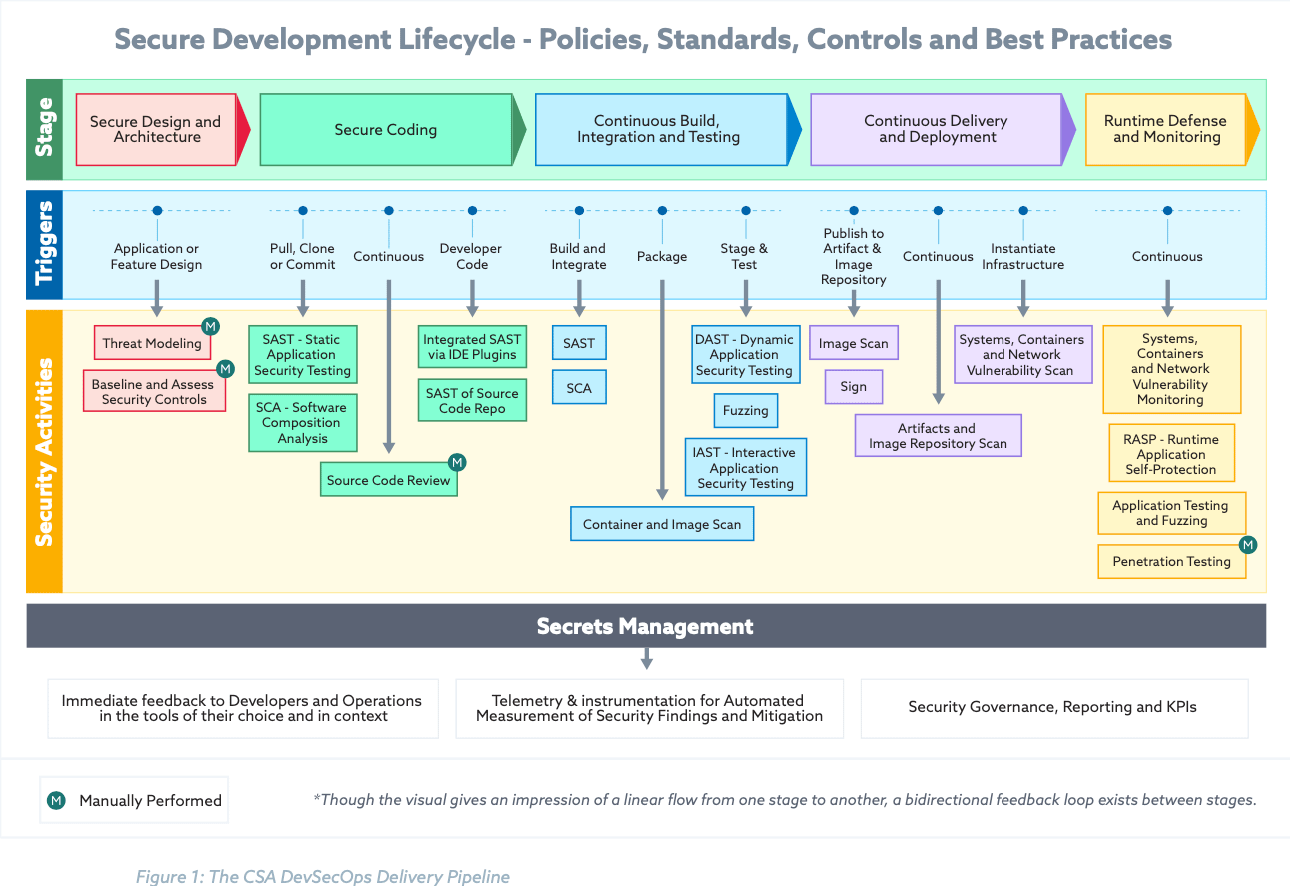 Secure Development Lifecycle - Policies, Standards, Controls and Best Practices
Stage
Secure Design and
Architecture
Secure Coding
Continuous Build,
Integration and Testing
Continuous Delivery
and Deployment
Runtime Defense
and Monitoring
Triggers
Application or
Feature Design
Pull, Clone
or Commit
Continuous
Developer
Code
Build and
Integrate
Package
Stage &
Test
Publish to
Artifact &
Image
Repository
Continuous
Instantiate
Infrastructure
Continuous
Security Activities
Threat Modeling
M
Baseline and Assess
Security Controls
M
SAST - Static
Application
Security Testing
SCA - Software
Composition
Analysis
Source Code Review
M
Integrated SAST
via IDE Plugins
SAST of Source
Code Repo
SAST
SCA
Container and Image Scan
DAST - Dynamic
Application
Security Testing
Fuzzing
IAST - Interactive
Application
Security Testing
Image Scan
Sign
Artifacts and
Image Repository Scan
Systems, Containers
and Network
Vulnerability Scan
Systems,
Containers
and Network
Vulnerability
Monitoring
RASP - Runtime
Application
Self-Protection
Application Testing
and Fuzzing
Penetration Testing
M
Secrets Management
Immediate feedback to Developers and Operations
in the tools of their choice and in context
Telemetry & instrumentation for Automated
Measurement of Security Findings and Mitigation
Security Governance, Reporting and KPIs
M Manually Performed
*Though the visual gives an impression of a linear flow from one stage to another, a bidirectional feedback loop exists between stages.
Figure 1: The CSA DevSecOps Delivery Pipeline